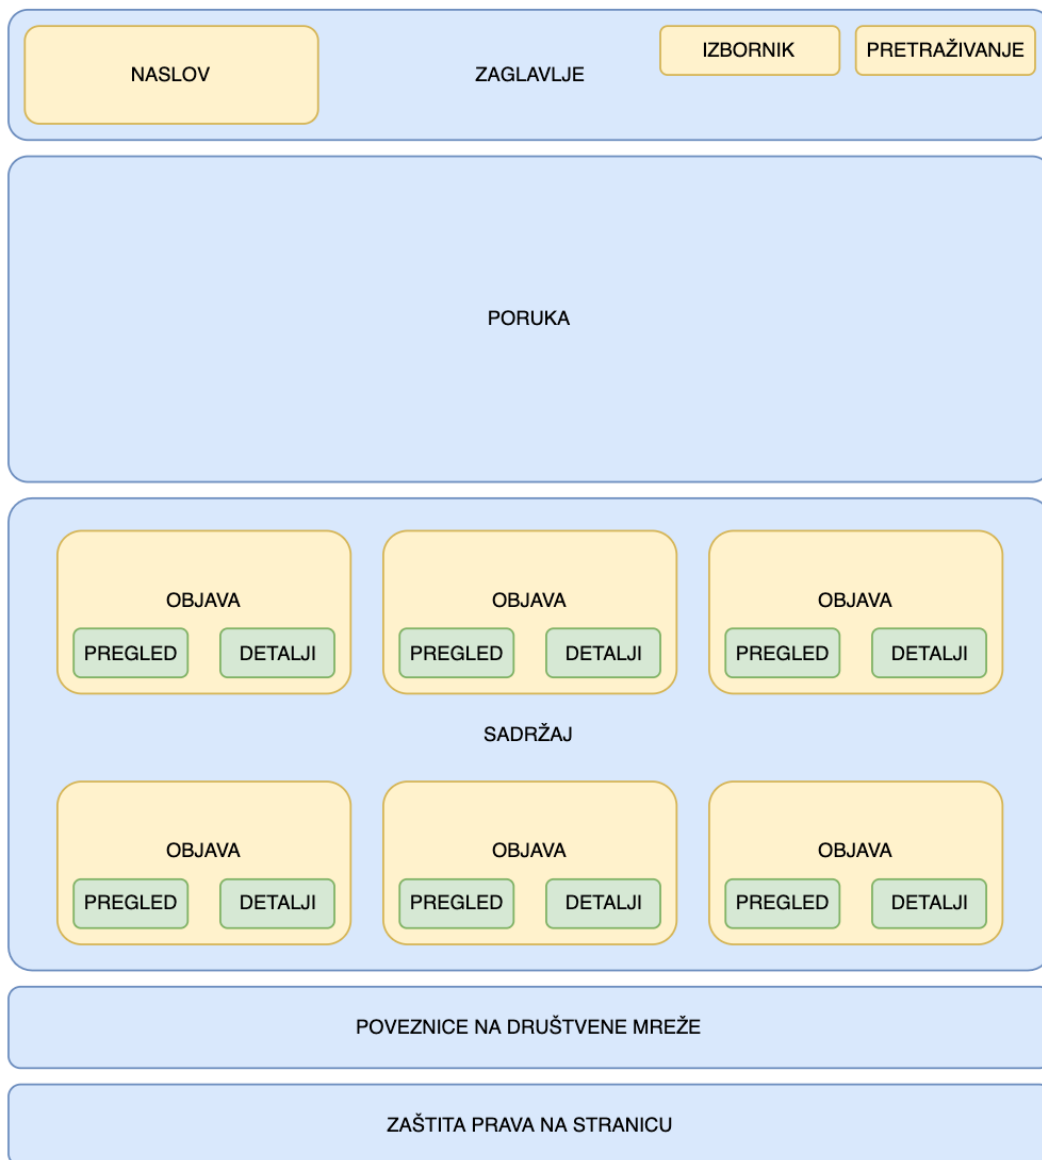 NASLOV
ZAGLAVLJE
IZBORNIK
PRETRAŽIVANJE
PORUKA
OBJAVA
PREGLED
DETALJI
OBJAVA
PREGLED
DETALJI
OBJAVA
PREGLED
DETALJI
SADRŽAJ
OBJAVA
PREGLED
DETALJI
OBJAVA
PREGLED
DETALJI
OBJAVA
PREGLED
DETALJI
POVEZNICE NA DRUŠTVENE MREŽE
ZAŠTITA PRAVA NA STRANICU